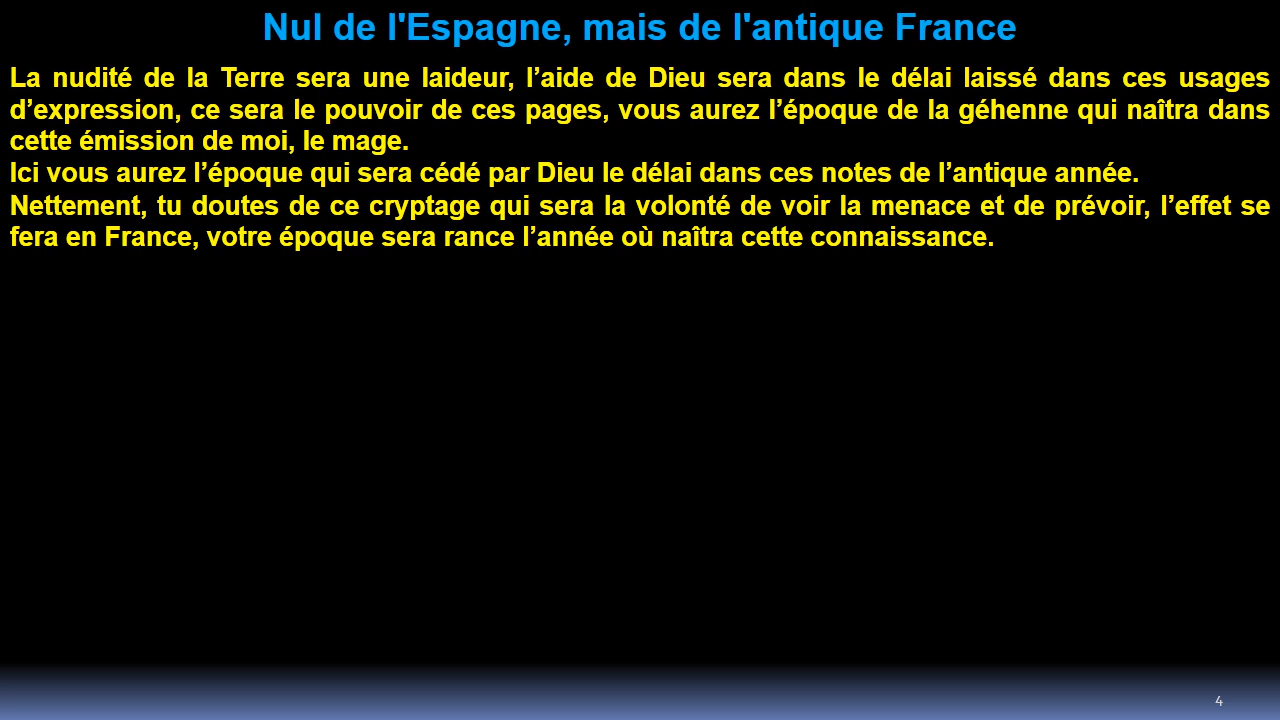 Nul de l'Espagne, mais de l'antique France
La nudité de la Terre sera une laideur, l’aide de Dieu sera dans le délai laissé dans ces usages
d’expression, ce sera le pouvoir de ces pages, vous aurez l’époque de la géhenne qui naîtra dans
cette émission de moi, le mage.
Ici vous aurez l’époque qui sera cédé par Dieu le délai dans ces notes de l’antique année.
Nettement, tu doutes de ce cryptage qui sera la volonté de voir la menace et de prévoir, l’effet se
fera en France, votre époque sera rance l’année où naîtra cette connaissance.
4